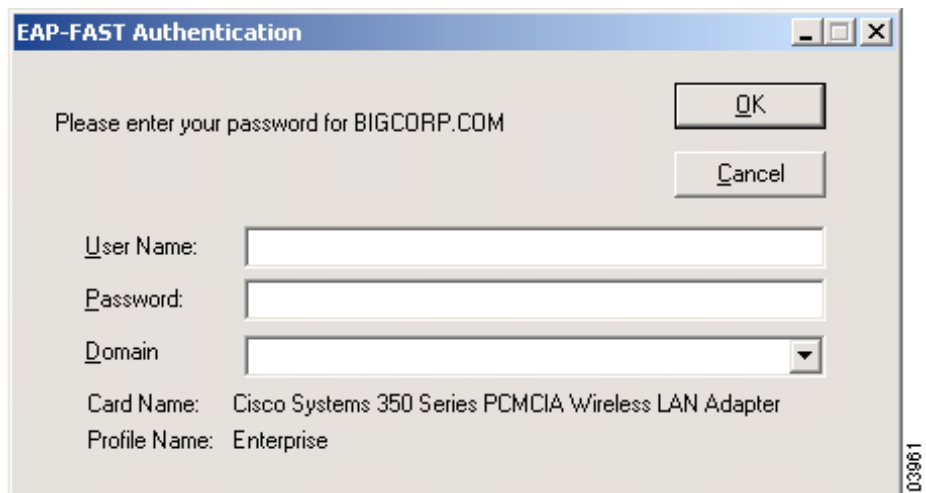 EAP-FAST Authentication
Please enter your password for BIGCORP.COM
OK
Cancel
User Name:
Password:
Domain
Card Name: Cisco Systems 350 Series PCMCIA Wireless LAN Adapter
Profile Name: Enterprise
03961